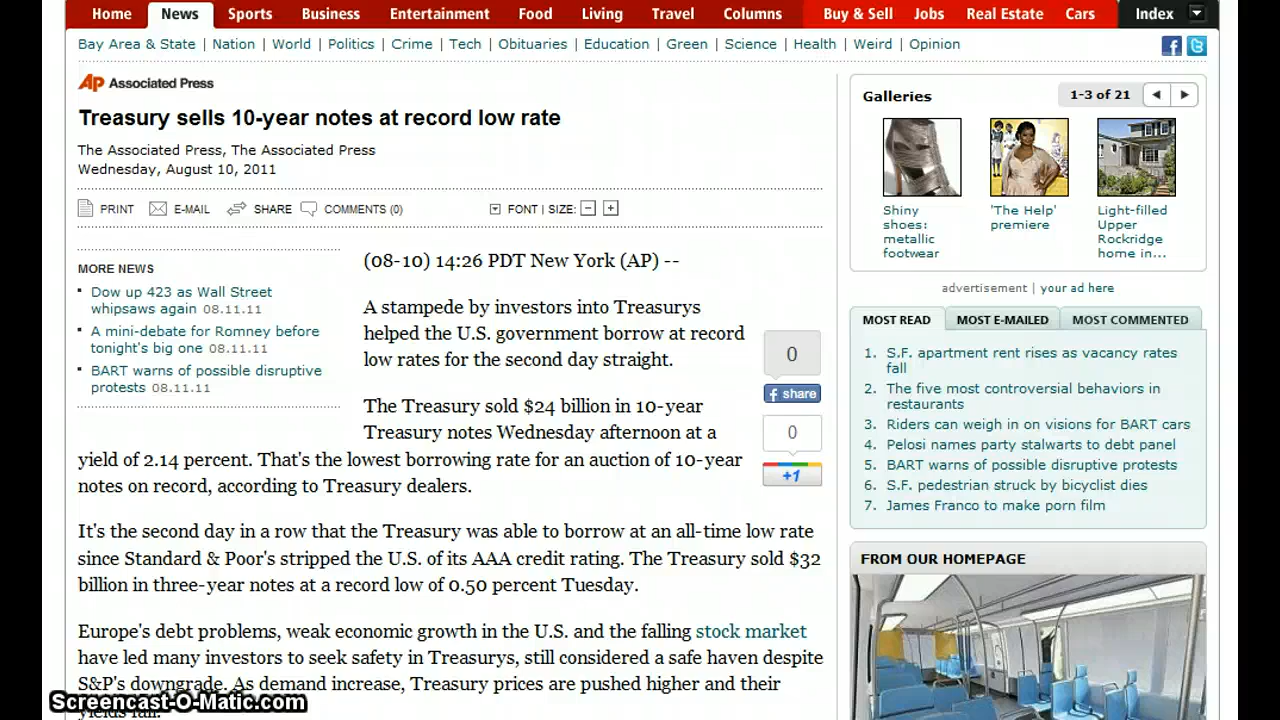 Home News Sports Business Entertainment Food Living Travel Columns Buy & Sell Jobs Real Estate Cars Index
Bay Area & State | Nation | World | Politics | Crime | Tech | Obituaries | Education | Green | Science | Health | Weird | Opinion
AP Associated Press
Treasury sells 10-year notes at record low rate
The Associated Press, The Associated Press
Wednesday, August 10, 2011
PRINT E-MAIL SHARE COMMENTS (0) FONT | SIZE: − +
MORE NEWS
Dow up 423 as Wall Street
whipsaws again 08.11.11
A mini-debate for Romney before
tonight's big one 08.11.11
BART warns of possible disruptive
protests 08.11.11
(08-10) 14:26 PDT New York (AP) --
A stampede by investors into Treasurys
helped the U.S. government borrow at record
low rates for the second day straight.
The Treasury sold $24 billion in 10-year
Treasury notes Wednesday afternoon at a
yield of 2.14 percent. That's the lowest borrowing rate for an auction of 10-year
notes on record, according to Treasury dealers.
It's the second day in a row that the Treasury was able to borrow at an all-time low rate
since Standard & Poor's stripped the U.S. of its AAA credit rating. The Treasury sold $32
billion in three-year notes at a record low of 0.50 percent Tuesday.
Europe's debt problems, weak economic growth in the U.S. and the falling stock market
have led many investors to seek safety in Treasurys, still considered a safe haven despite
S&P's downgrade. As demand increase, Treasury prices are pushed higher and their
yields fall.
0
f share
0
+1
Galleries 1-3 of 21
Shiny
shoes:
metallic
footwear
'The Help'
premiere
Light-filled
Upper
Rockridge
home in...
advertisement | your ad here
MOST READ MOST E-MAILED MOST COMMENTED
1. S.F. apartment rent rises as vacancy rates
fall
2. The five most controversial behaviors in
restaurants
3. Riders can weigh in on visions for BART cars
4. Pelosi names party stalwarts to debt panel
5. BART warns of possible disruptive protests
6. S.F. pedestrian struck by bicyclist dies
7. James Franco to make porn film
FROM OUR HOMEPAGE
Screencast-O-Matic.com